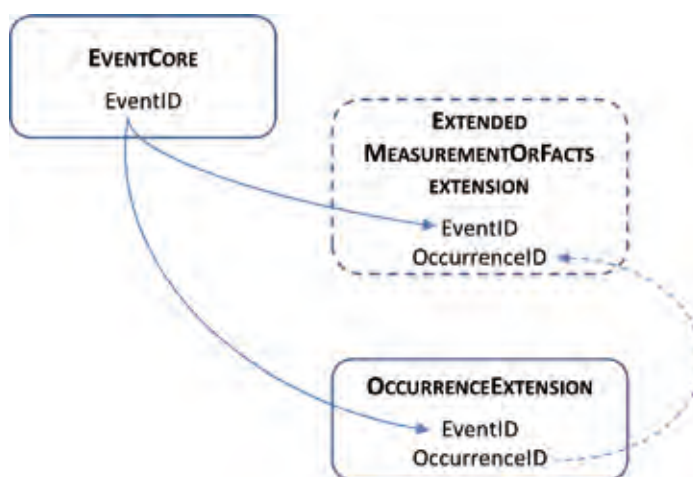 EVENTCORE
EventID
EXTENDED
MEASUREMENTORFACTS
EXTENSION
EventID
OccurrenceID
OCCURRENCEEXTENSION
EventID
OccurrenceID